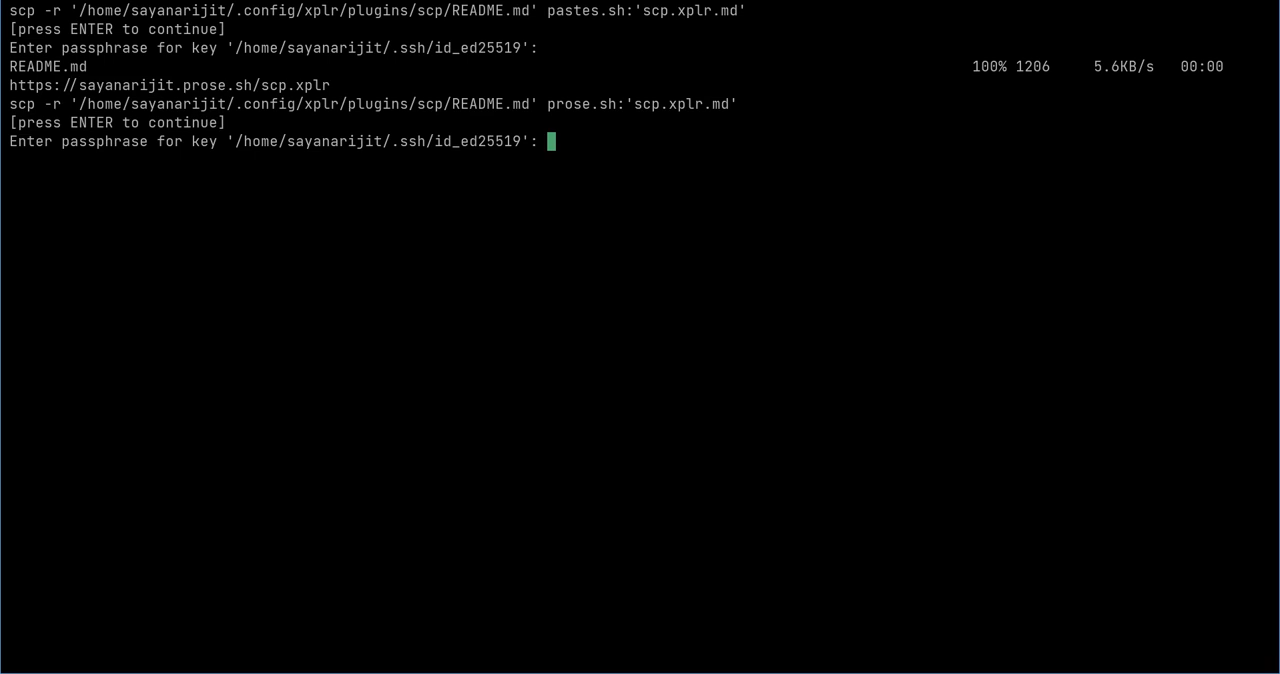 scp -r '/home/sayanarijit/.config/xplr/plugins/scp/README.md' pastes.sh:'scp.xplr.md'
[press ENTER to continue]
Enter passphrase for key '/home/sayanarijit/.ssh/id_ed25519':
README.md 100% 1206 5.6KB/s 00:00
https://sayanarijit.prose.sh/scp.xplr
scp -r '/home/sayanarijit/.config/xplr/plugins/scp/README.md' prose.sh:'scp.xplr.md'
[press ENTER to continue]
Enter passphrase for key '/home/sayanarijit/.ssh/id_ed25519':